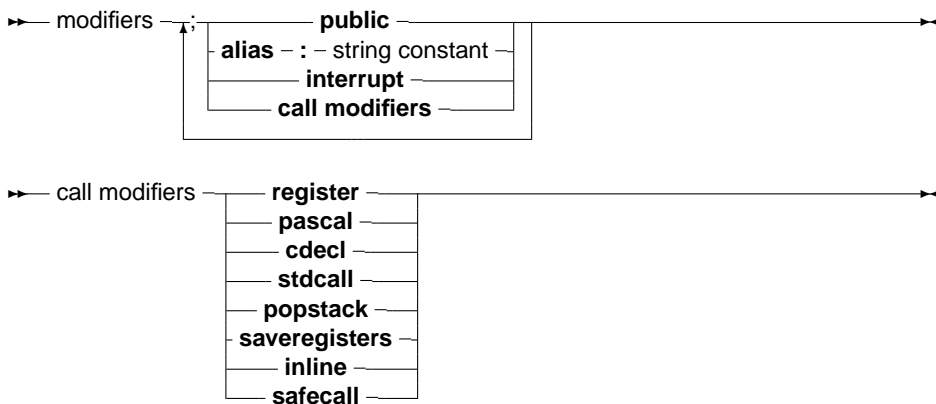 modifiers ; public
alias : string constant
interrupt
call modifiers
call modifiers register
pascal
cdecl
stdcall
popstack
saveregisters
inline
safecall